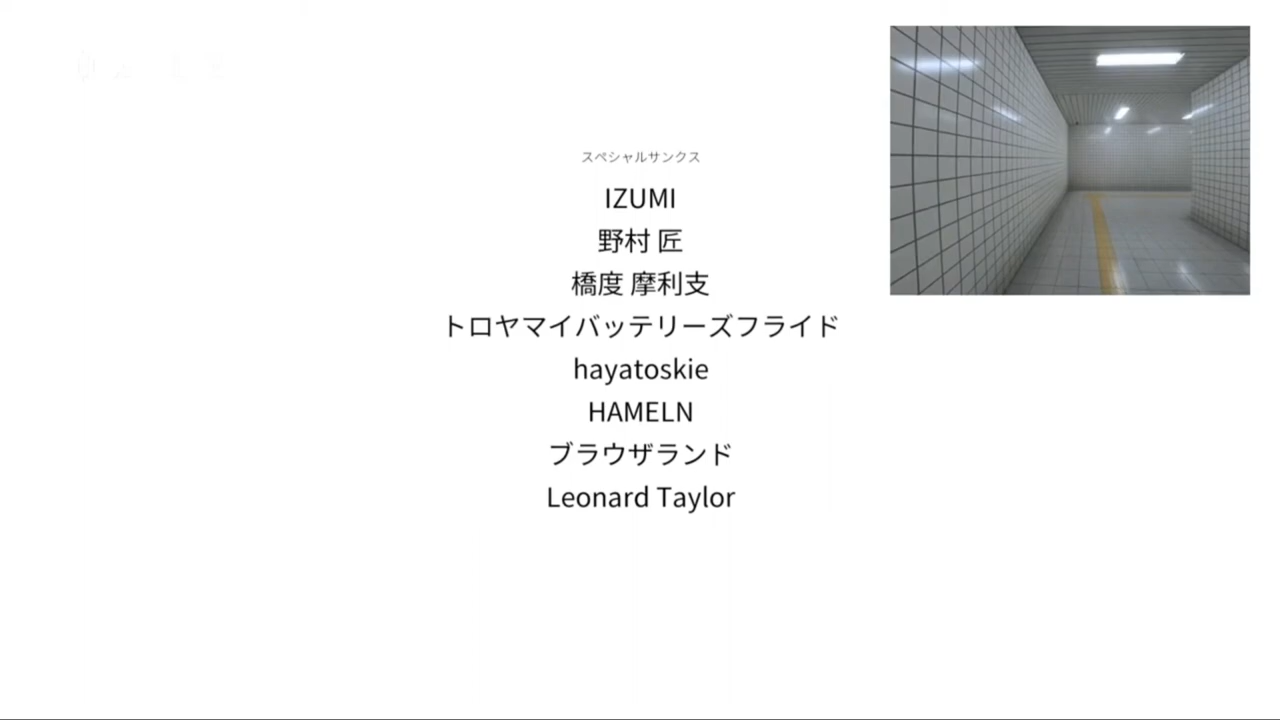 スペシャルサンクス
IZUMI
野村 匠
橋度 摩利支
トロヤマイバッテリーズフライド
hayatoskie
HAMELN
ブラウザランド
Leonard Taylor